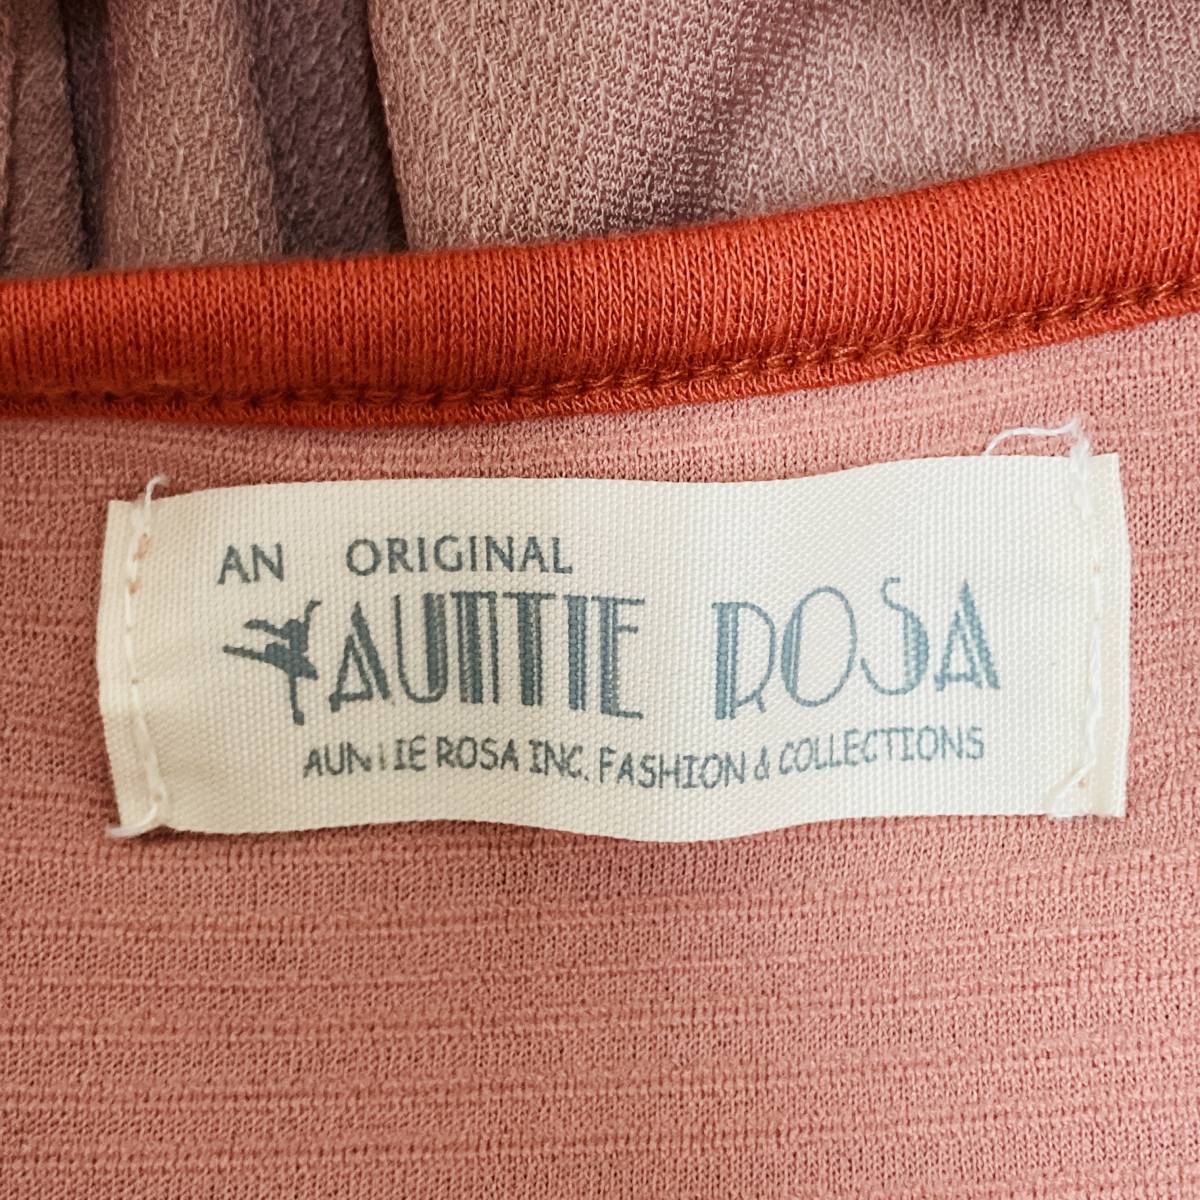 AN ORIGINAL
AUNTIE ROSA
AUNTIE ROSA INC. FASHION & COLLECTIONS